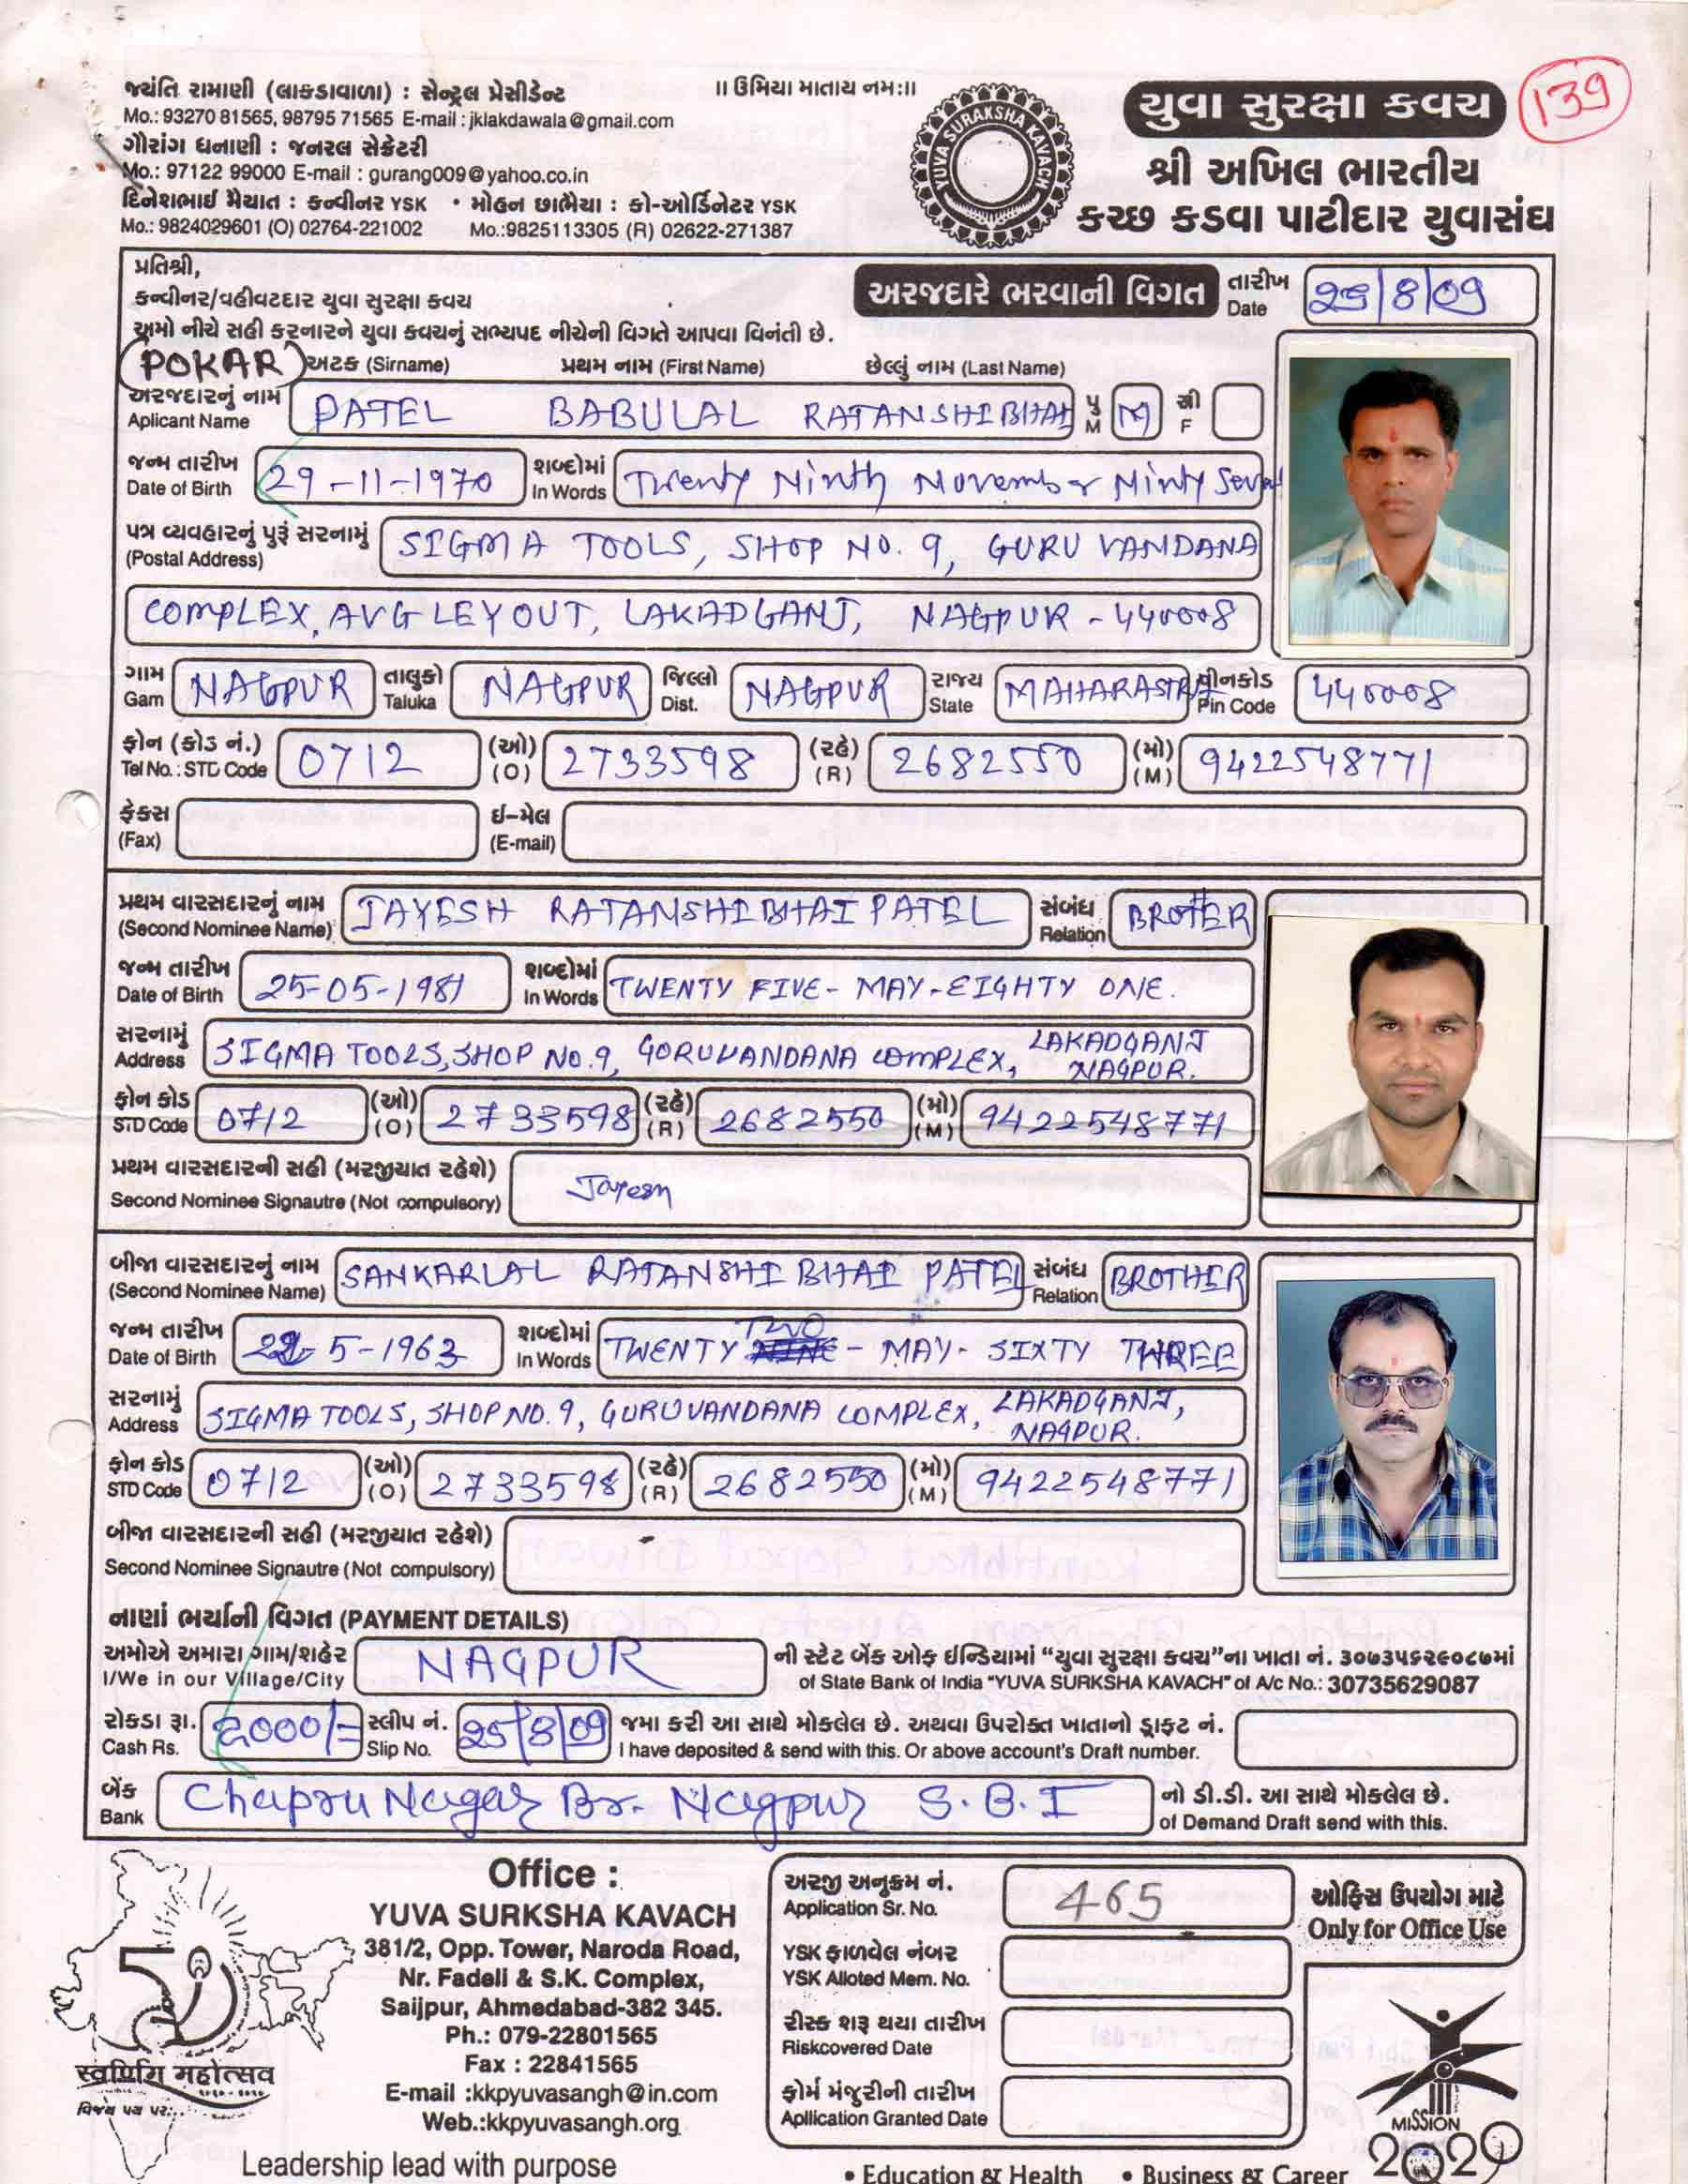 જયંતિ રામાણી (લાકડાવાળા) : સેન્ટ્રલ પ્રેસીડેન્ટ
Mo.: 93270 81565, 98795 71565 E-mail : jklakdawala@gmail.com
ગૌરાંગ ધનાણી : જનરલ સેક્રેટરી
Mo.: 97122 99000 E-mail : gurang009@yahoo.co.in
દિનેશભાઈ મૈયાત : કન્વીનર YSK • મોહન છાભૈયા : કો-ઓર્ડિનેટર YSK
Mo.: 9824029601 (O) 02764-221002 Mo.:9825113305 (R) 02622-271387
॥ ઉમિયા માતાય નમઃ॥
YUVA SURAKSHA KAVACH
યુવા સુરક્ષા કવચ
139
શ્રી અખિલ ભારતીય
કચ્છ કડવા પાટીદાર યુવાસંઘ
પ્રતિશ્રી,
કન્વીનર/વહીવટદાર યુવા સુરક્ષા કવચ
અરજદારે ભરવાની વિગત તારીખ Date 25/8/09
અમો નીચે સહી કરનારને યુવા કવચનું સભ્યપદ નીચેની વિગતે આપવા વિનંતી છે.
POKAR અટક (Sirname) પ્રથમ નામ (First Name) છેલ્લું નામ (Last Name)
અરજદારનું નામ Aplicant Name PATEL BABULAL RATANSHIBHAI પુ M M સ્ત્રી F
જન્મ તારીખ Date of Birth 29-11-1970 શબ્દોમાં In Words Twenty Ninth November Ninty
પત્ર વ્યવહારનું પુરૂં સરનામું (Postal Address) SIGMA TOOLS, SHOP NO. 9, GURU VANDANA
COMPLEX, AVG LEYOUT, LAKADGANJ, NAGPUR - 440008
ગામ Gam NAGPUR તાલુકો Taluka NAGPUR જિલ્લો Dist. NAGPUR રાજ્ય State MAHARASTRA પીનકોડ Pin Code 440008
ફોન (કોડ નં.) Tel No. : STD Code 0712 (ઓ) (O) 2733598 (રહે) (R) 2682550 (મો) (M) 9422548771
ફેક્સ (Fax) ઈ-મેલ (E-mail)
પ્રથમ વારસદારનું નામ (Second Nominee Name) JAYESH RATANSHIBHAI PATEL સંબંધ Relation BROTER
જન્મ તારીખ Date of Birth 25-05-1981 શબ્દોમાં In Words TWENTY FIVE - MAY - EIGHTY ONE.
સરનામું Address SIGMA TOOLS, SHOP NO. 9, GORUVANDANA COMPLEX, LAKADGANJ NAGPUR.
ફોન કોડ STD Code 0712 (ઓ) (O) 2733598 (રહે) (R) 2682550 (મો) (M) 9422548771
પ્રથમ વારસદારની સહી (મરજીયાત રહેશે)
Second Nominee Signautre (Not compulsory) Jayesh
બીજા વારસદારનું નામ (Second Nominee Name) SANKARLAL RATANSHI BHAI PATEL સંબંધ Relation BROTHER
જન્મ તારીખ Date of Birth 22-5-1963 શબ્દોમાં In Words TWENTY TWO - MAY - SIXTY THREE
સરનામું Address SIGMA TOOLS, SHOP NO. 9, GURUVANDANA COMPLEX, LAKADGANJ, NAGPUR.
ફોન કોડ STD Code 0712 (ઓ) (O) 2733598 (રહે) (R) 2682550 (મો) (M) 9422548771
બીજા વારસદારની સહી (મરજીયાત રહેશે)
Second Nominee Signautre (Not compulsory)
નાણાં ભર્યાની વિગત (PAYMENT DETAILS)
અમોએ અમારા ગામ/શહેર NAGPUR ની સ્ટેટ બેંક ઓફ ઈન્ડિયામાં "યુવા સુરક્ષા કવચ"ના ખાતા નં. ૩૦૭૩૫૬૨૯૦૮૭માં
I/We in our Village/City of State Bank of India "YUVA SURKSHA KAVACH" of A/c No.: 30735629087
રોકડા રૂા. Cash Rs. 2000/= સ્લીપ નં. Slip No. 25/8/09 જમા કરી આ સાથે મોકલેલ છે. અથવા ઉપરોક્ત ખાતાનો ડ્રાફ્ટ નં.
I have deposited & send with this. Or above account's Draft number.
બેંક Bank Chapru Nagar Br. Nagpur S.B.I નો ડી.ડી. આ સાથે મોકલેલ છે.
of Demand Draft send with this.
Office :
YUVA SURKSHA KAVACH
381/2, Opp. Tower, Naroda Road,
Nr. Fadeli & S.K. Complex,
Saijpur, Ahmedabad-382 345.
Ph.: 079-22801565
Fax : 22841565
E-mail :kkpyuvasangh@in.com
Web.:kkpyuvasangh.org
Leadership lead with purpose
50
स्वर्णिम महोत्सव
અરજી અનુક્રમ નં. Application Sr. No. 465
ઓફિસ ઉપયોગ માટે
Only for Office Use
YSK ફાળવેલ નંબર
YSK Alloted Mem. No.
રીસ્ક શરૂ થયા તારીખ
Riskcovered Date
ફોર્મ મંજુરીની તારીખ
Apllication Granted Date
MISSION
2020
• Education & Health • Business & Career